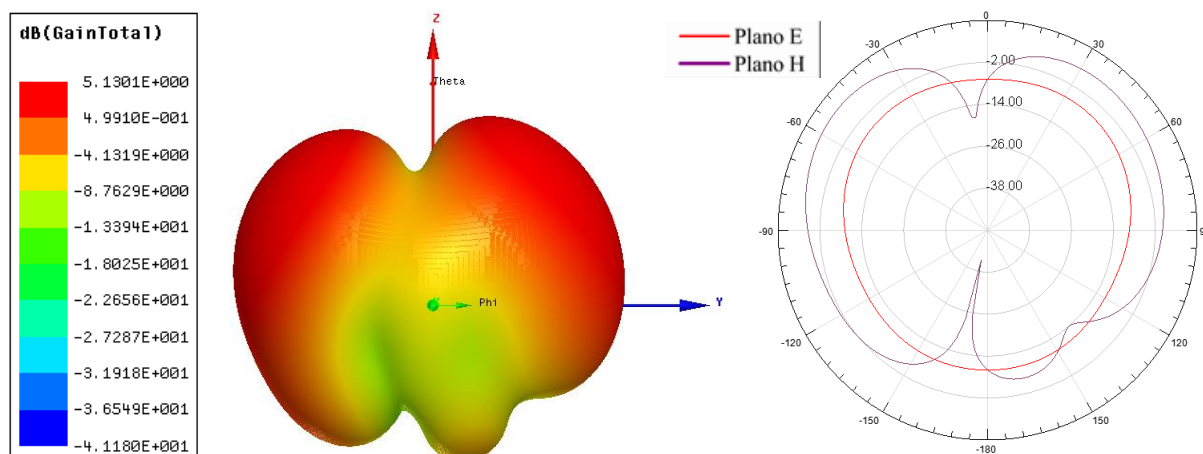 dB(GainTotal)
5.1301E+000
4.9910E-001
-4.1319E+000
-8.7629E+000
-1.3394E+001
-1.8025E+001
-2.2656E+001
-2.7287E+001
-3.1918E+001
-3.6549E+001
-4.1180E+001
Z
Theta
Phi
Y
Plano E
Plano H
0
-30
30
-2.00
-14.00
-60
60
-26.00
-38.00
-90
-120
120
-150
150
-180